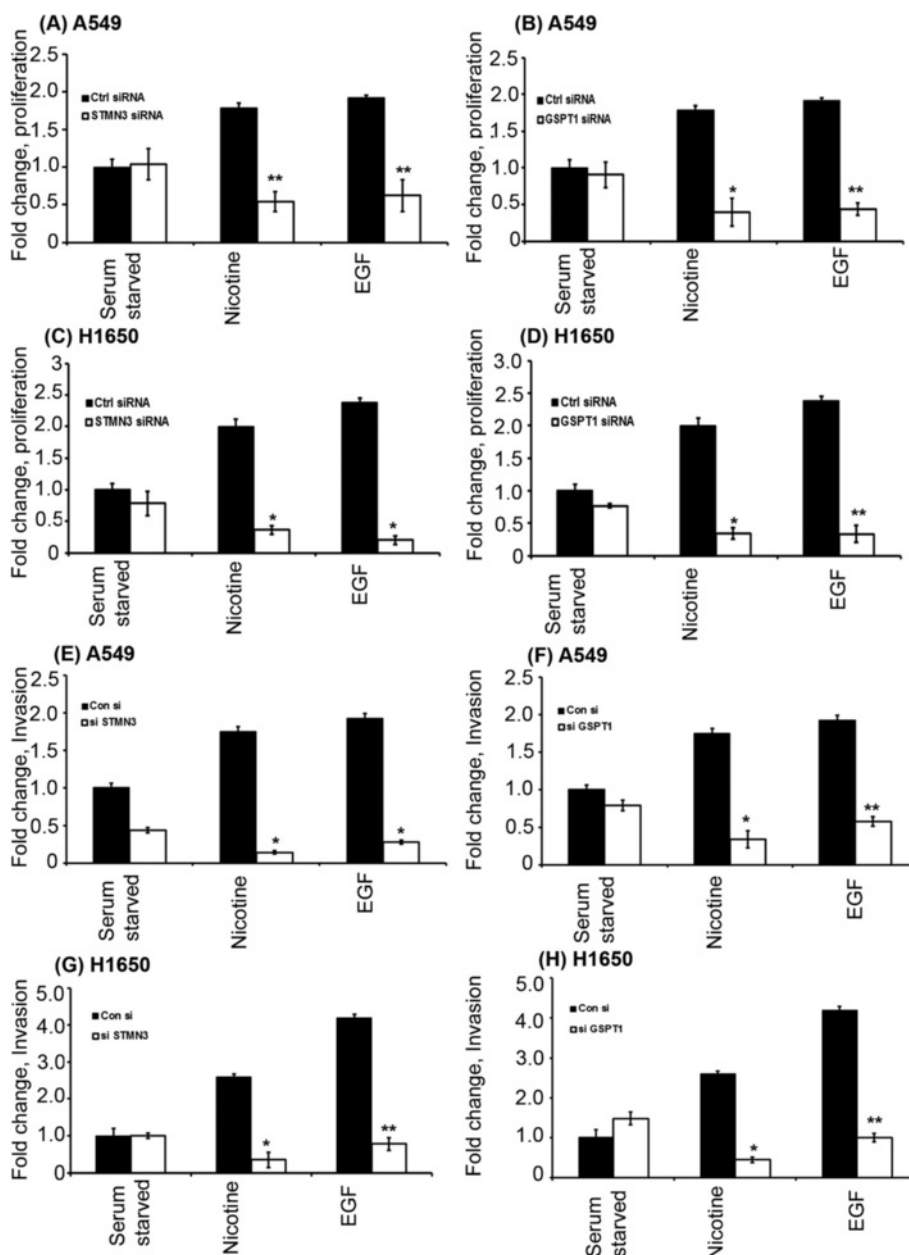 (A) A549
Fold change, proliferation
2.5
2.0
1.5
1.0
0.5
0
Ctrl siRNA
STMN3 siRNA
**
**
Serum
starved
Nicotine
EGF
(B) A549
Fold change, proliferation
2.5
2.0
1.5
1.0
0.5
0
Ctrl siRNA
GSPT1 siRNA
*
**
Serum
starved
Nicotine
EGF
(C) H1650
Fold change, proliferation
3
2.5
2.0
1.5
1.0
0.5
0
Ctrl siRNA
STMN3 siRNA
*
*
Serum
starved
Nicotine
EGF
(D) H1650
Fold change, proliferation
3.0
2.5
2.0
1.5
1.0
0.5
0
Ctrl siRNA
GSPT1 siRNA
*
**
Serum
starved
Nicotine
EGF
(E) A549
Fold change, Invasion
2.5
2.0
1.5
1.0
0.5
0
Con si
si STMN3
*
*
Serum
starved
Nicotine
EGF
(F) A549
Fold change, Invasion
2.5
2.0
1.5
1.0
0.5
0
Con si
si GSPT1
*
**
Serum
starved
Nicotine
EGF
(G) H1650
Fold change, Invasion
5.0
4.0
3.0
2.0
1.0
0
Con si
si STMN3
*
**
Serum
starved
Nicotine
EGF
(H) H1650
Fold change, Invasion
5.0
4.0
3.0
2.0
1.0
0
Con si
si GSPT1
*
**
Serum
starved
Nicotine
EGF